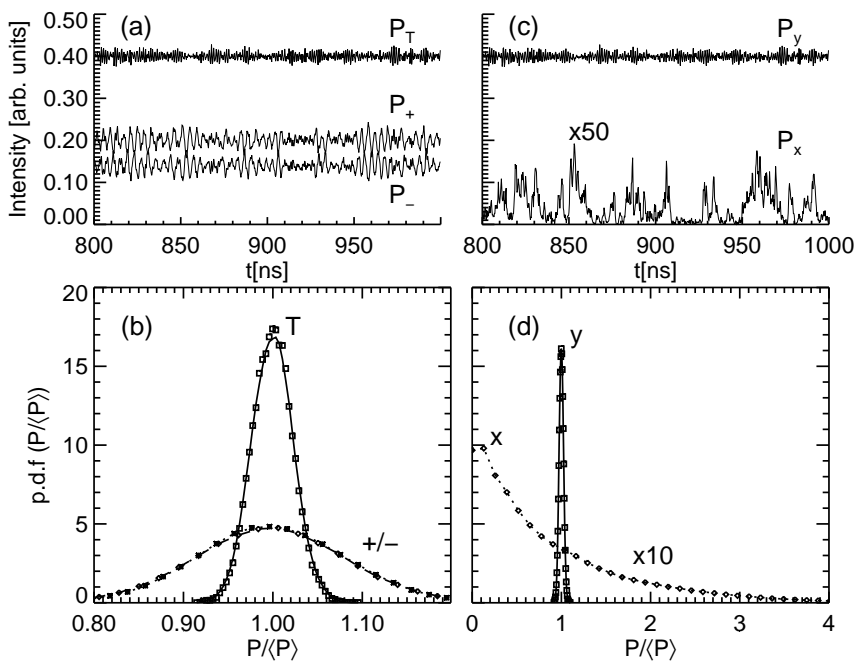 (a)
P_T
P_+
P_−
Intensity [arb. units]
0.50
0.40
0.30
0.20
0.10
0.00
800
850
900
950
t[ns]
(c)
P_y
x50
P_x
800
850
900
950
1000
t[ns]
(b)
T
+/−
p.d.f (P/⟨P⟩)
20
15
10
5
0
0.80
0.90
1.00
1.10
P/⟨P⟩
(d)
y
x
x10
0
1
2
3
4
P/⟨P⟩